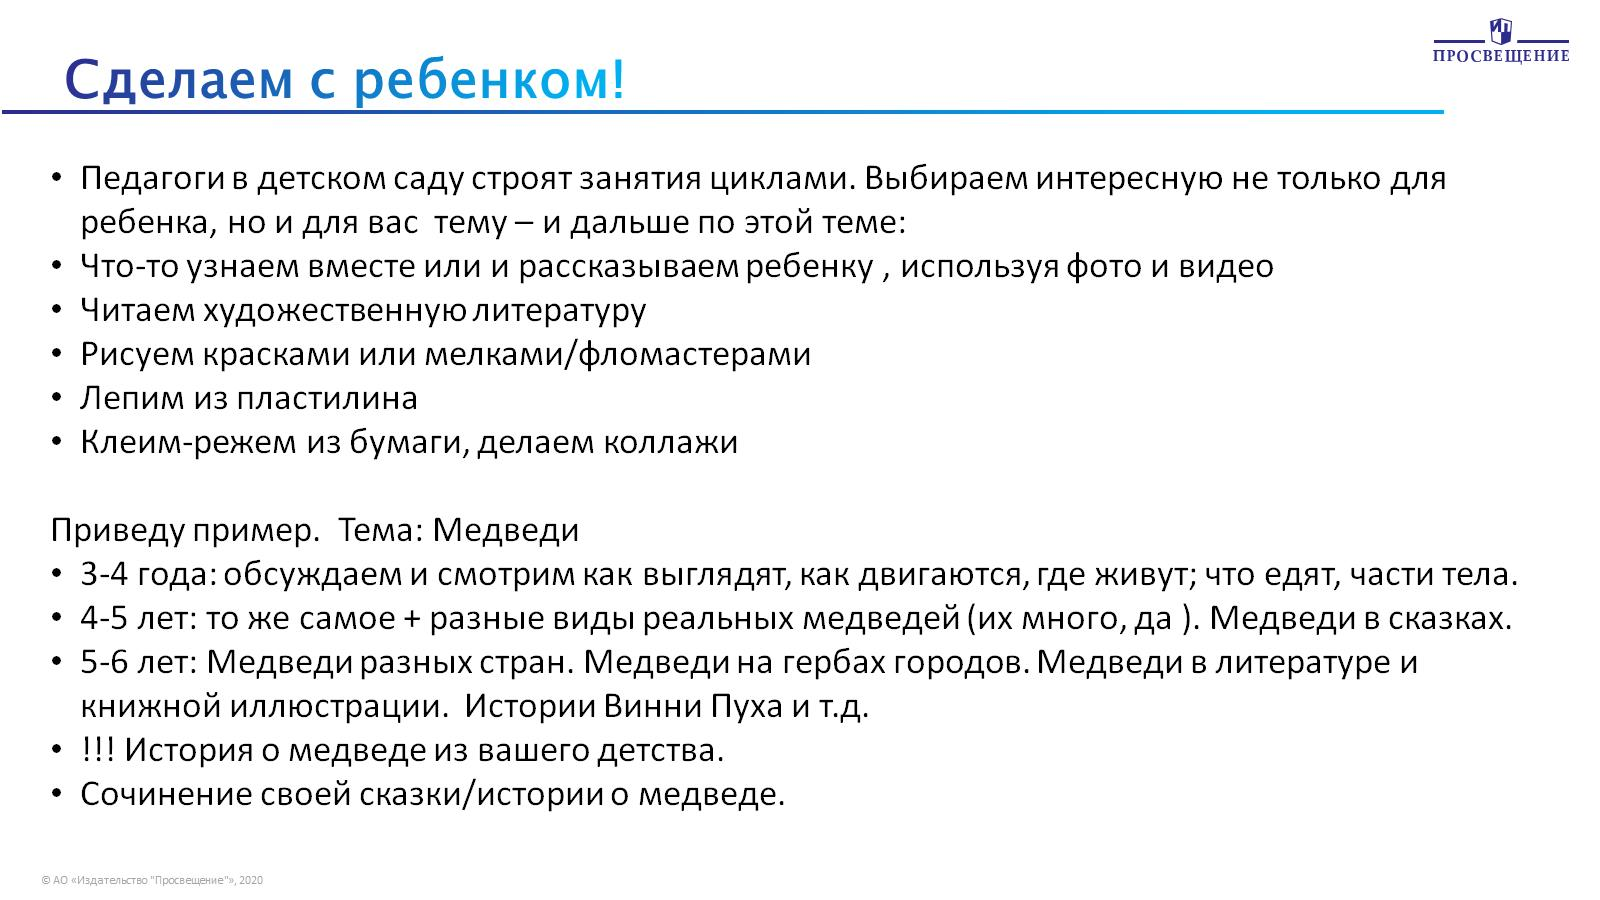 Сделаем с ребенком!
ИП
ПРОСВЕЩЕНИЕ
• Педагоги в детском саду строят занятия циклами. Выбираем интересную не только для
ребенка, но и для вас  тему – и дальше по этой теме:
• Что-то узнаем вместе или и рассказываем ребенку , используя фото и видео
• Читаем художественную литературу
• Рисуем красками или мелками/фломастерами
• Лепим из пластилина
• Клеим-режем из бумаги, делаем коллажи
Приведу пример.  Тема: Медведи
• 3-4 года: обсуждаем и смотрим как выглядят, как двигаются, где живут; что едят, части тела.
• 4-5 лет: то же самое + разные виды реальных медведей (их много, да ). Медведи в сказках.
• 5-6 лет: Медведи разных стран. Медведи на гербах городов. Медведи в литературе и
книжной иллюстрации.  Истории Винни Пуха и т.д.
• !!! История о медведе из вашего детства.
• Сочинение своей сказки/истории о медведе.
© АО «Издательство "Просвещение"», 2020